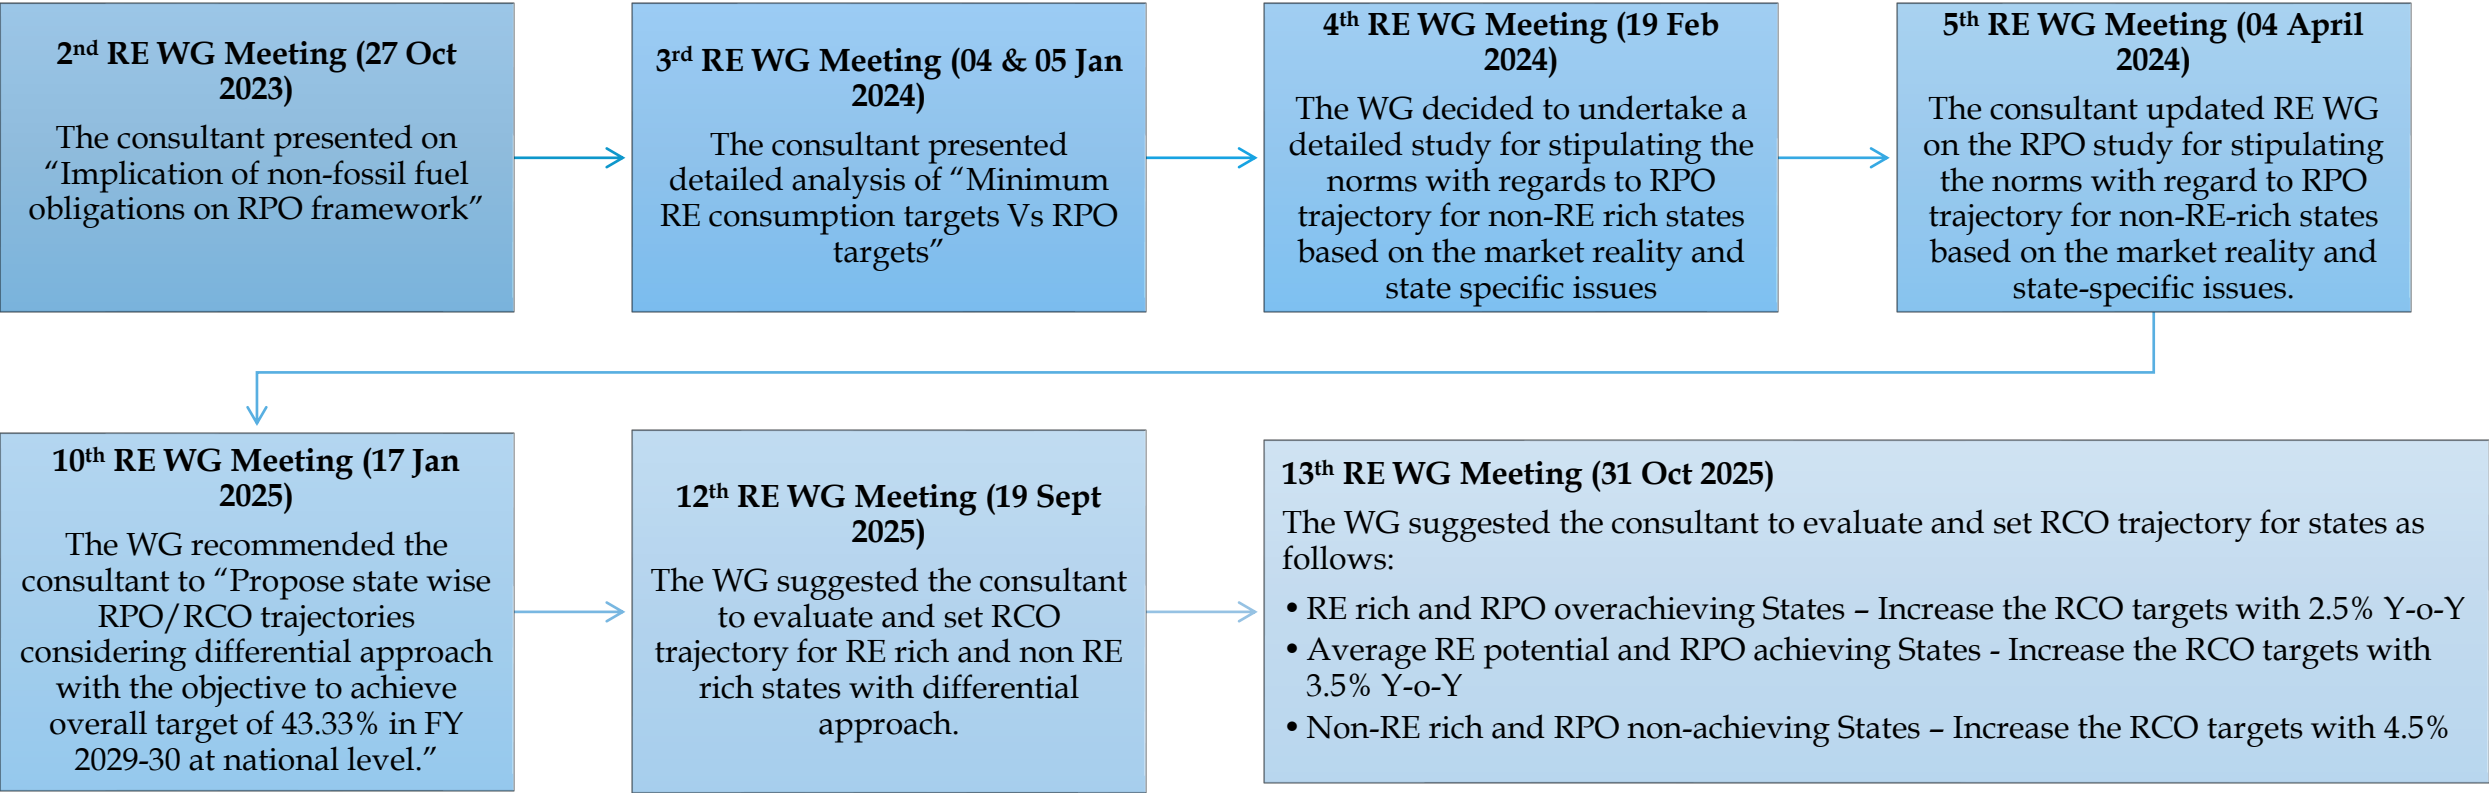 2nd RE WG Meeting (27 Oct
2023)
The consultant presented on
“Implication of non-fossil fuel
obligations on RPO framework”
3rd RE WG Meeting (04 & 05 Jan
2024)
The consultant presented
detailed analysis of “Minimum
RE consumption targets Vs RPO
targets”
4th RE WG Meeting (19 Feb
2024)
The WG decided to undertake a
detailed study for stipulating the
norms with regards to RPO
trajectory for non-RE rich states
based on the market reality and
state specific issues
5th RE WG Meeting (04 April
2024)
The consultant updated RE WG
on the RPO study for stipulating
the norms with regard to RPO
trajectory for non-RE-rich states
based on the market reality and
state-specific issues.
10th RE WG Meeting (17 Jan
2025)
The WG recommended the
consultant to “Propose state wise
RPO/RCO trajectories
considering differential approach
with the objective to achieve
overall target of 43.33% in FY
2029-30 at national level.”
12th RE WG Meeting (19 Sept
2025)
The WG suggested the consultant
to evaluate and set RCO
trajectory for RE rich and non RE
rich states with differential
approach.
13th RE WG Meeting (31 Oct 2025)
The WG suggested the consultant to evaluate and set RCO trajectory for states as
follows:
• RE rich and RPO overachieving States – Increase the RCO targets with 2.5% Y-o-Y
• Average RE potential and RPO achieving States - Increase the RCO targets with
3.5% Y-o-Y
• Non-RE rich and RPO non-achieving States – Increase the RCO targets with 4.5%